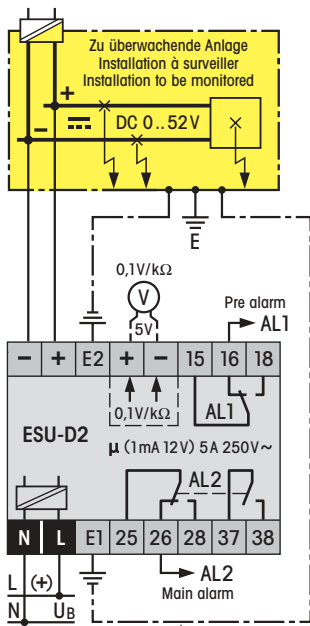 Zu überwachende Anlage
Installation à surveiller
Installation to be monitored
+
−
DC 0..52V
E
0,1V/kΩ
V
5V
Pre alarm
AL1
− + E2 + − 15 16 18
0,1V/kΩ
AL1
ESU-D2
µ (1mA 12V) 5A 250V~
AL2
N L E1 25 26 28 37 38
L (+)
AL2
N UB
Main alarm